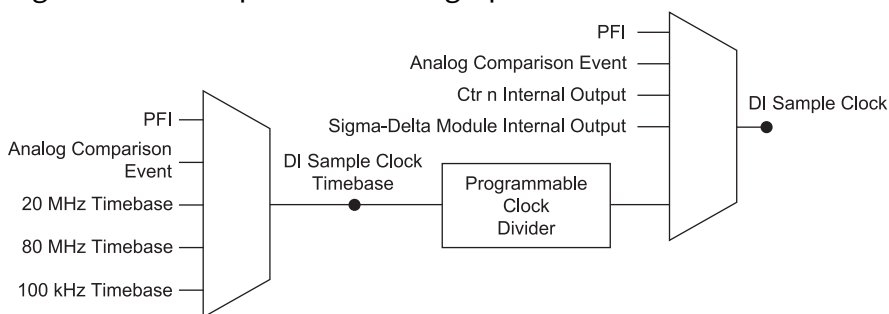 PFI
Analog Comparison Event
Ctr n Internal Output
Sigma-Delta Module Internal Output
DI Sample Clock
PFI
Analog Comparison
Event
20 MHz Timebase
80 MHz Timebase
100 kHz Timebase
DI Sample Clock
Timebase
Programmable
Clock
Divider